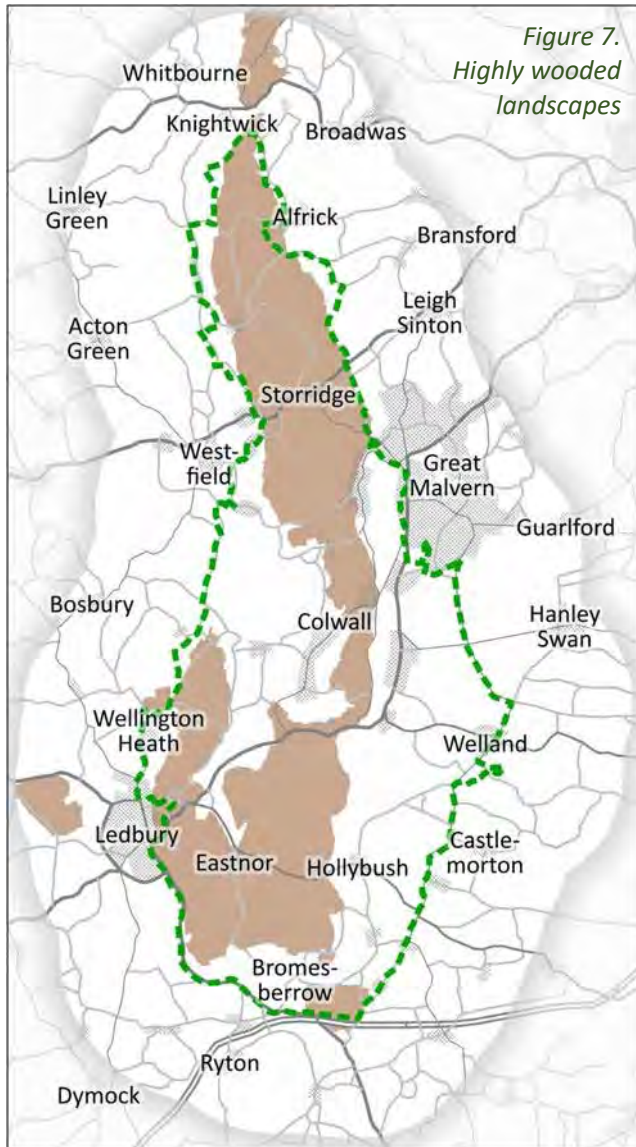 Figure 7.
Highly wooded
landscapes
Whitbourne
Knightwick
Broadwas
Linley
Green
Alfrick
Bransford
Leigh
Sinton
Acton
Green
Storridge
West-
field
Great
Malvern
Guarlford
Bosbury
Colwall
Hanley
Swan
Wellington
Heath
Welland
Ledbury
Eastnor
Hollybush
Castle-
morton
Bromes-
berrow
Ryton
Dymock